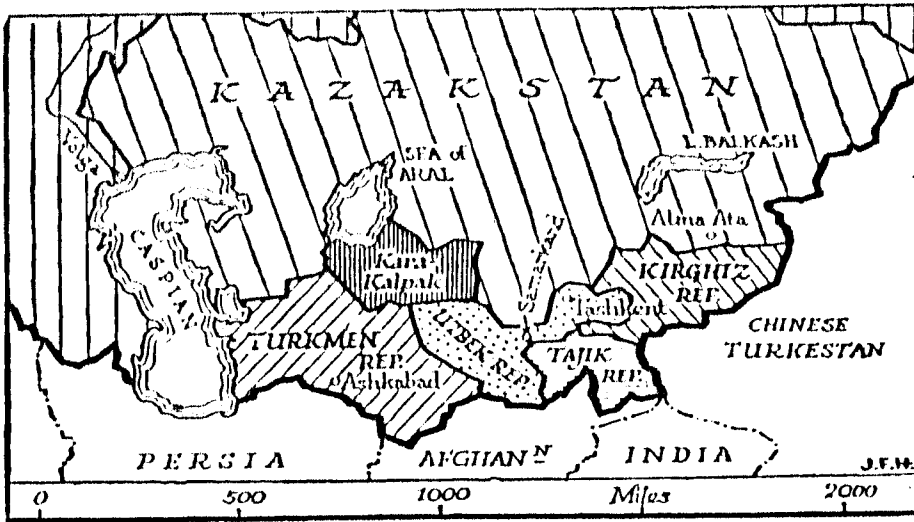 KAZAKSTAN
Volga
SEA of
ARAL
L. BALKASH
Alma Ata
CASPIAN
Kara
Kalpak
KIRGHIZ
REP.
Tashkent
TURKMEN
REP.
Ashkabad
UZBEK REP.
TAJIK
REP.
CHINESE
TURKESTAN
PERSIA
AFGHANN
INDIA
J.F.H.
0 500 1000 Miles 2000